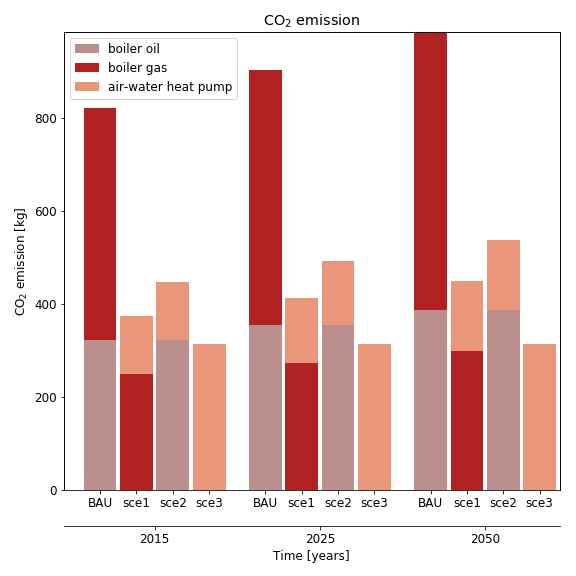 CO₂ emission
boiler oil
boiler gas
air-water heat pump
CO₂ emission [kg]
800
600
400
200
0
BAU sce1 sce2 sce3 BAU sce1 sce2 sce3 BAU sce1 sce2 sce3
2015 2025 2050
Time [years]